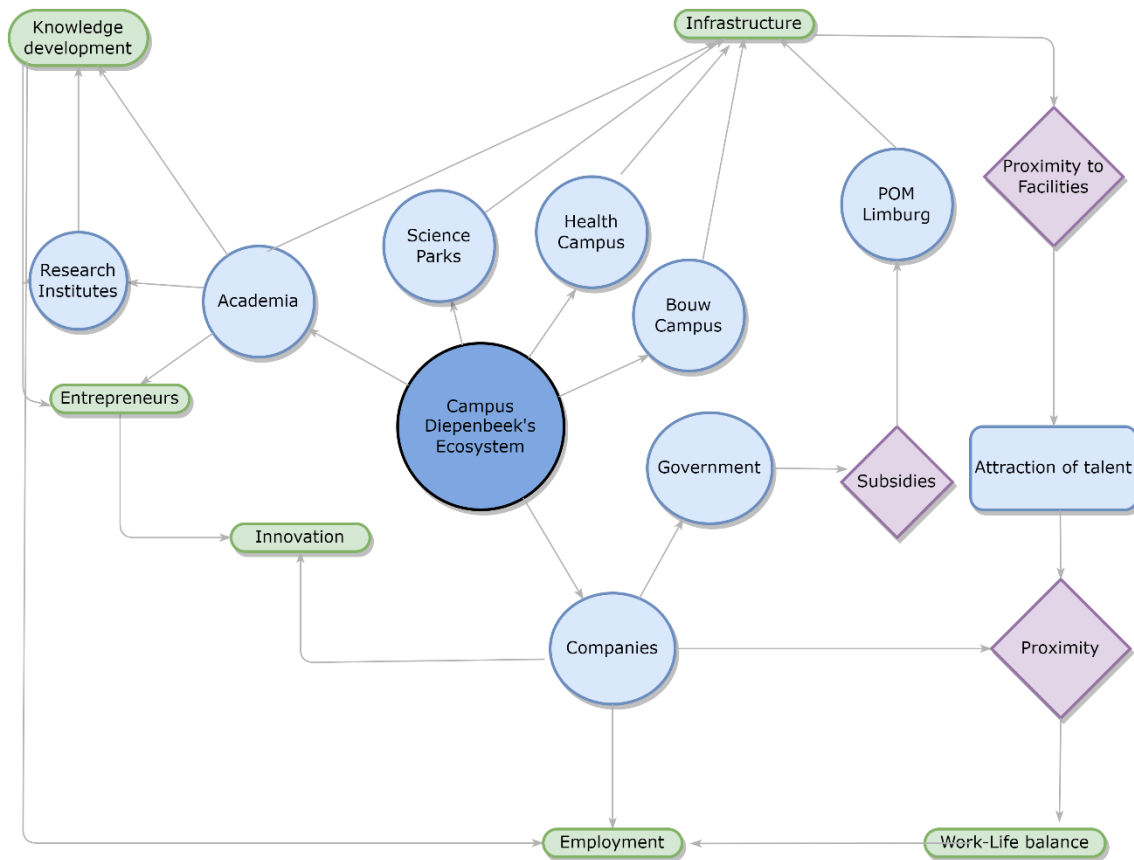 Knowledge
development
Infrastructure
Proximity to
Facilities
POM
Limburg
Health
Campus
Science
Parks
Research
Institutes
Academia
Bouw
Campus
Entrepreneurs
Campus
Diepenbeek's
Ecosystem
Government
Subsidies
Attraction of talent
Innovation
Companies
Proximity
Employment
Work-Life balance